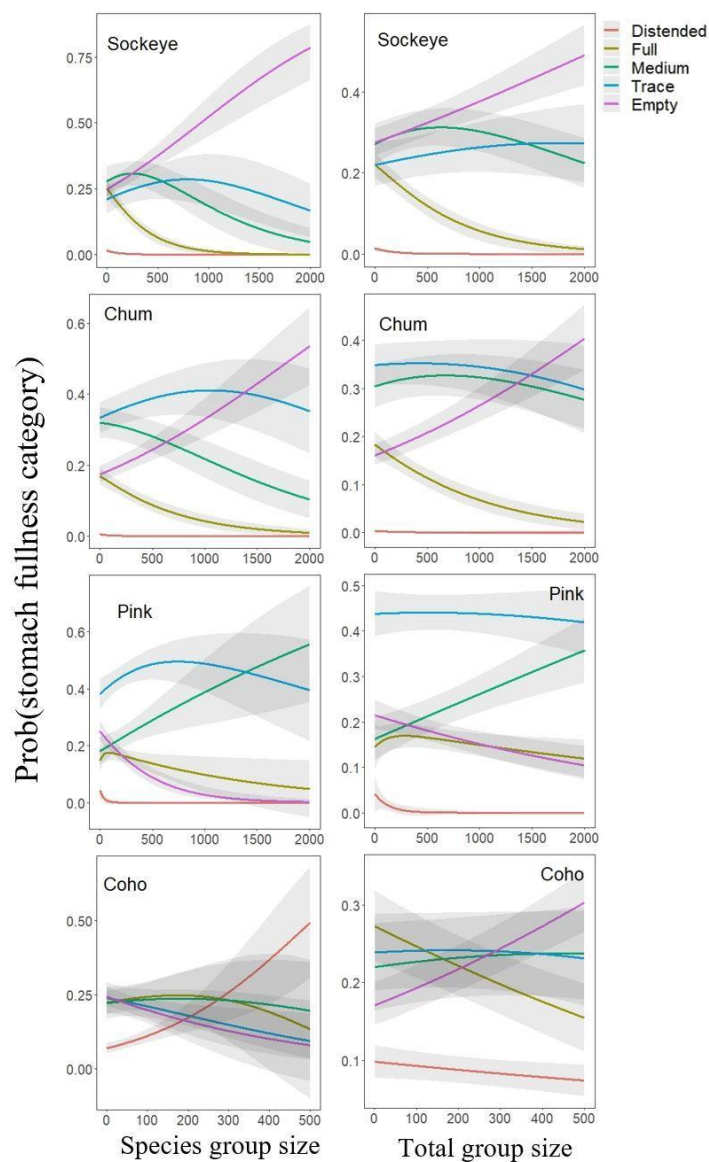 Prob(stomach fullness category)
Sockeye
0.75
0.50
0.25
0.00
0 500 1000 1500 2000
Sockeye
0.4
0.2
0.0
0 500 1000 1500 2000
Distended
Full
Medium
Trace
Empty
Chum
0.6
0.4
0.2
0.0
0 500 1000 1500 2000
Chum
0.4
0.3
0.2
0.1
0.0
0 500 1000 1500 2000
Pink
0.6
0.4
0.2
0.0
0 500 1000 1500 2000
Pink
0.5
0.4
0.3
0.2
0.1
0.0
0 500 1000 1500 2000
Coho
0.50
0.25
0.00
0 100 200 300 400 500
Species group size
Coho
0.3
0.2
0.1
0 100 200 300 400 500
Total group size